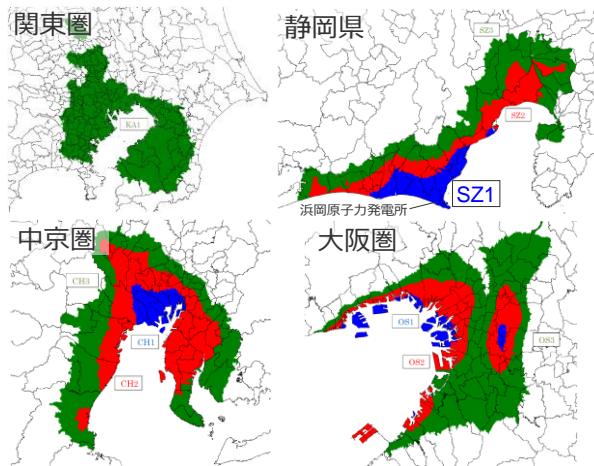 関東圏
KA1
静岡県
SZ3
SZ2
SZ1
浜岡原子力発電所
中京圏
CH3
CH1
CH2
大阪圏
OS1
OS2
OS3